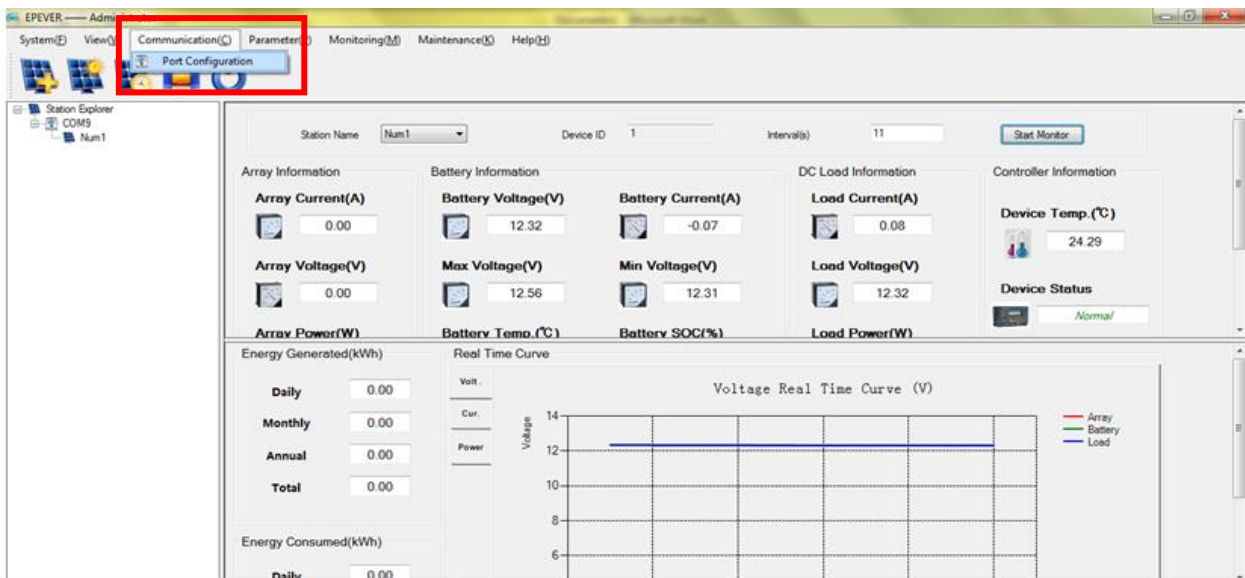 EPEVER —— Administrator
System(F) View(V) Communication(C) Parameter(P) Monitoring(M) Maintenance(K) Help(H)
Port Configuration
Station Explorer
COM9
Num1
Station Name Num1 Device ID 1 Interval(s) 11 Start Monitor
Array Information Battery Information DC Load Information Controller Information
Array Current(A) Battery Voltage(V) Battery Current(A) Load Current(A)
0.00 12.32 -0.07 0.08
Device Temp.(℃)
24.29
Array Voltage(V) Max Voltage(V) Min Voltage(V) Load Voltage(V)
0.00 12.56 12.31 12.32
Device Status
Normal
Array Power(W) Battery Temp.(℃) Battery SOC(%) Load Power(W)
Energy Generated(kWh)
Daily 0.00
Monthly 0.00
Annual 0.00
Total 0.00
Energy Consumed(kWh)
Daily 0.00
Real Time Curve
Volt .
Cur.
Power
Voltage Real Time Curve (V)
Voltage
14
12
10
8
6
Array
Battery
Load